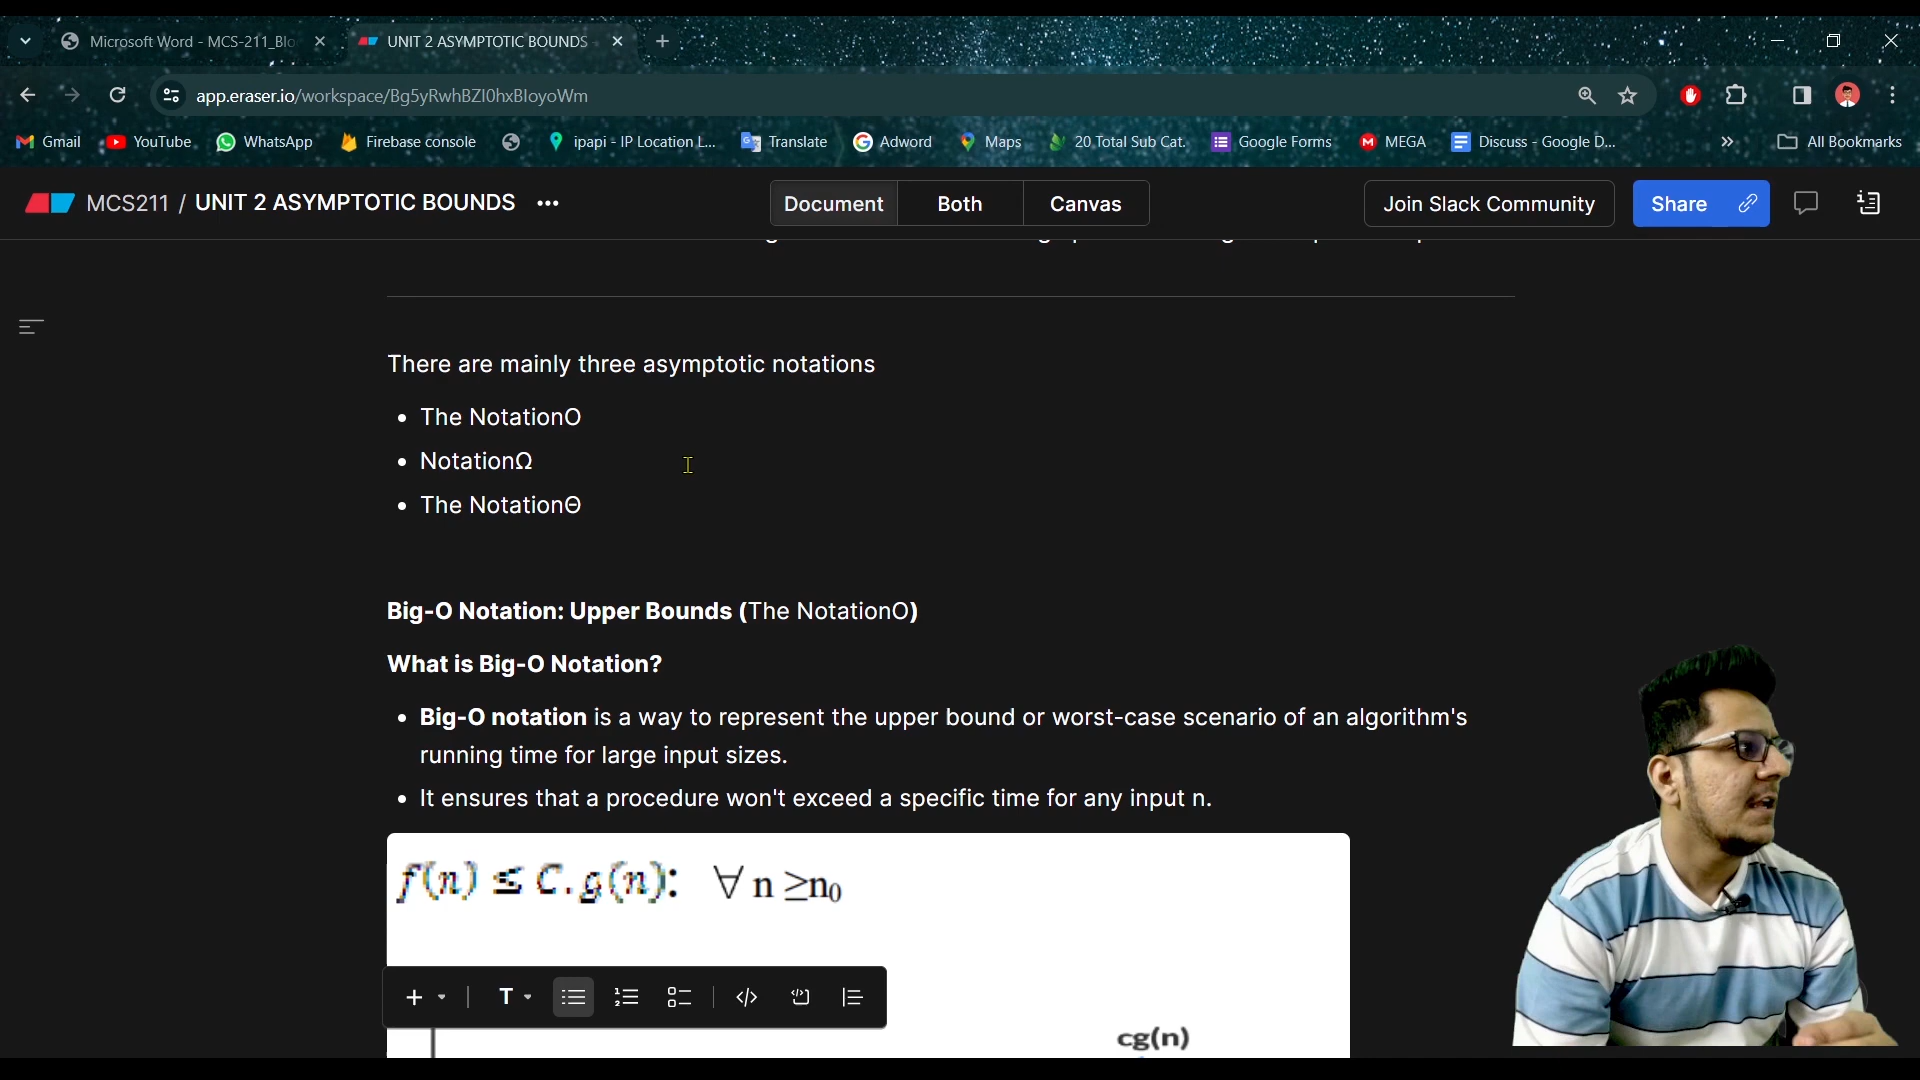 Microsoft Word - MCS-211_Blo
UNIT 2 ASYMPTOTIC BOUNDS
app.eraser.io/workspace/Bg5yRwhBZI0hxBloyoWm
Gmail YouTube WhatsApp Firebase console ipapi - IP Location L... Translate Adword Maps 20 Total Sub Cat. Google Forms MEGA Discuss - Google D... » All Bookmarks
MCS211 / UNIT 2 ASYMPTOTIC BOUNDS ••• Document Both Canvas Join Slack Community Share
There are mainly three asymptotic notations
• The NotationO
• NotationΩ
• The NotationΘ
Big-O Notation: Upper Bounds (The NotationO)
What is Big-O Notation?
• Big-O notation is a way to represent the upper bound or worst-case scenario of an algorithm's
running time for large input sizes.
• It ensures that a procedure won't exceed a specific time for any input n.
f(n) ≤ C.g(n): ∀ n ≥n₀
T
cg(n)